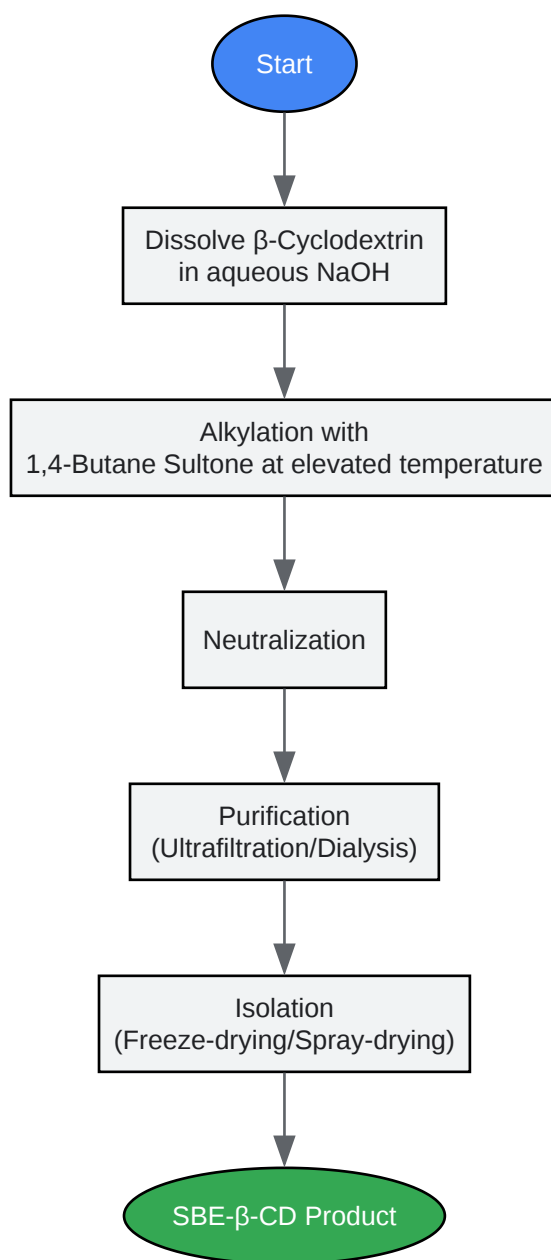 Start
Dissolve β-Cyclodextrin
in aqueous NaOH
Alkylation with
1,4-Butane Sultone at elevated temperature
Neutralization
Purification
(Ultrafiltration/Dialysis)
Isolation
(Freeze-drying/Spray-drying)
SBE-β-CD Product